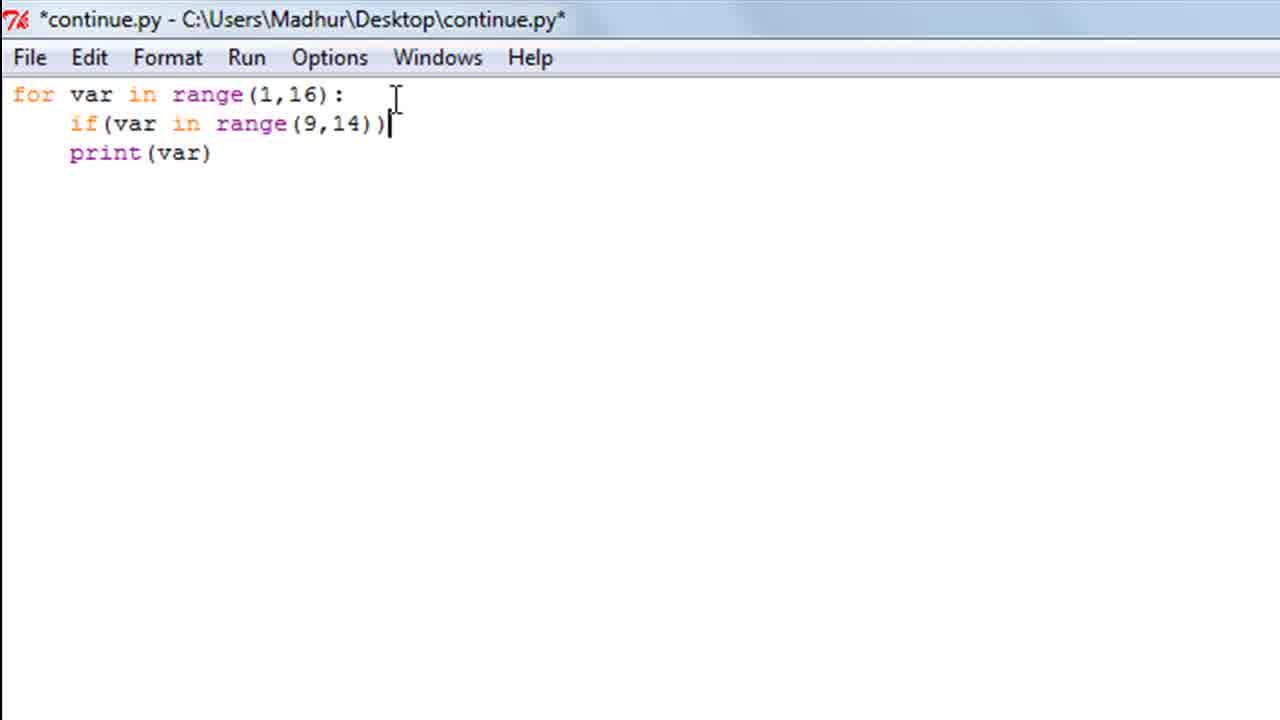 *continue.py - C:\Users\Madhur\Desktop\continue.py*
File Edit Format Run Options Windows Help
for var in range(1,16):
    if(var in range(9,14))
    print(var)